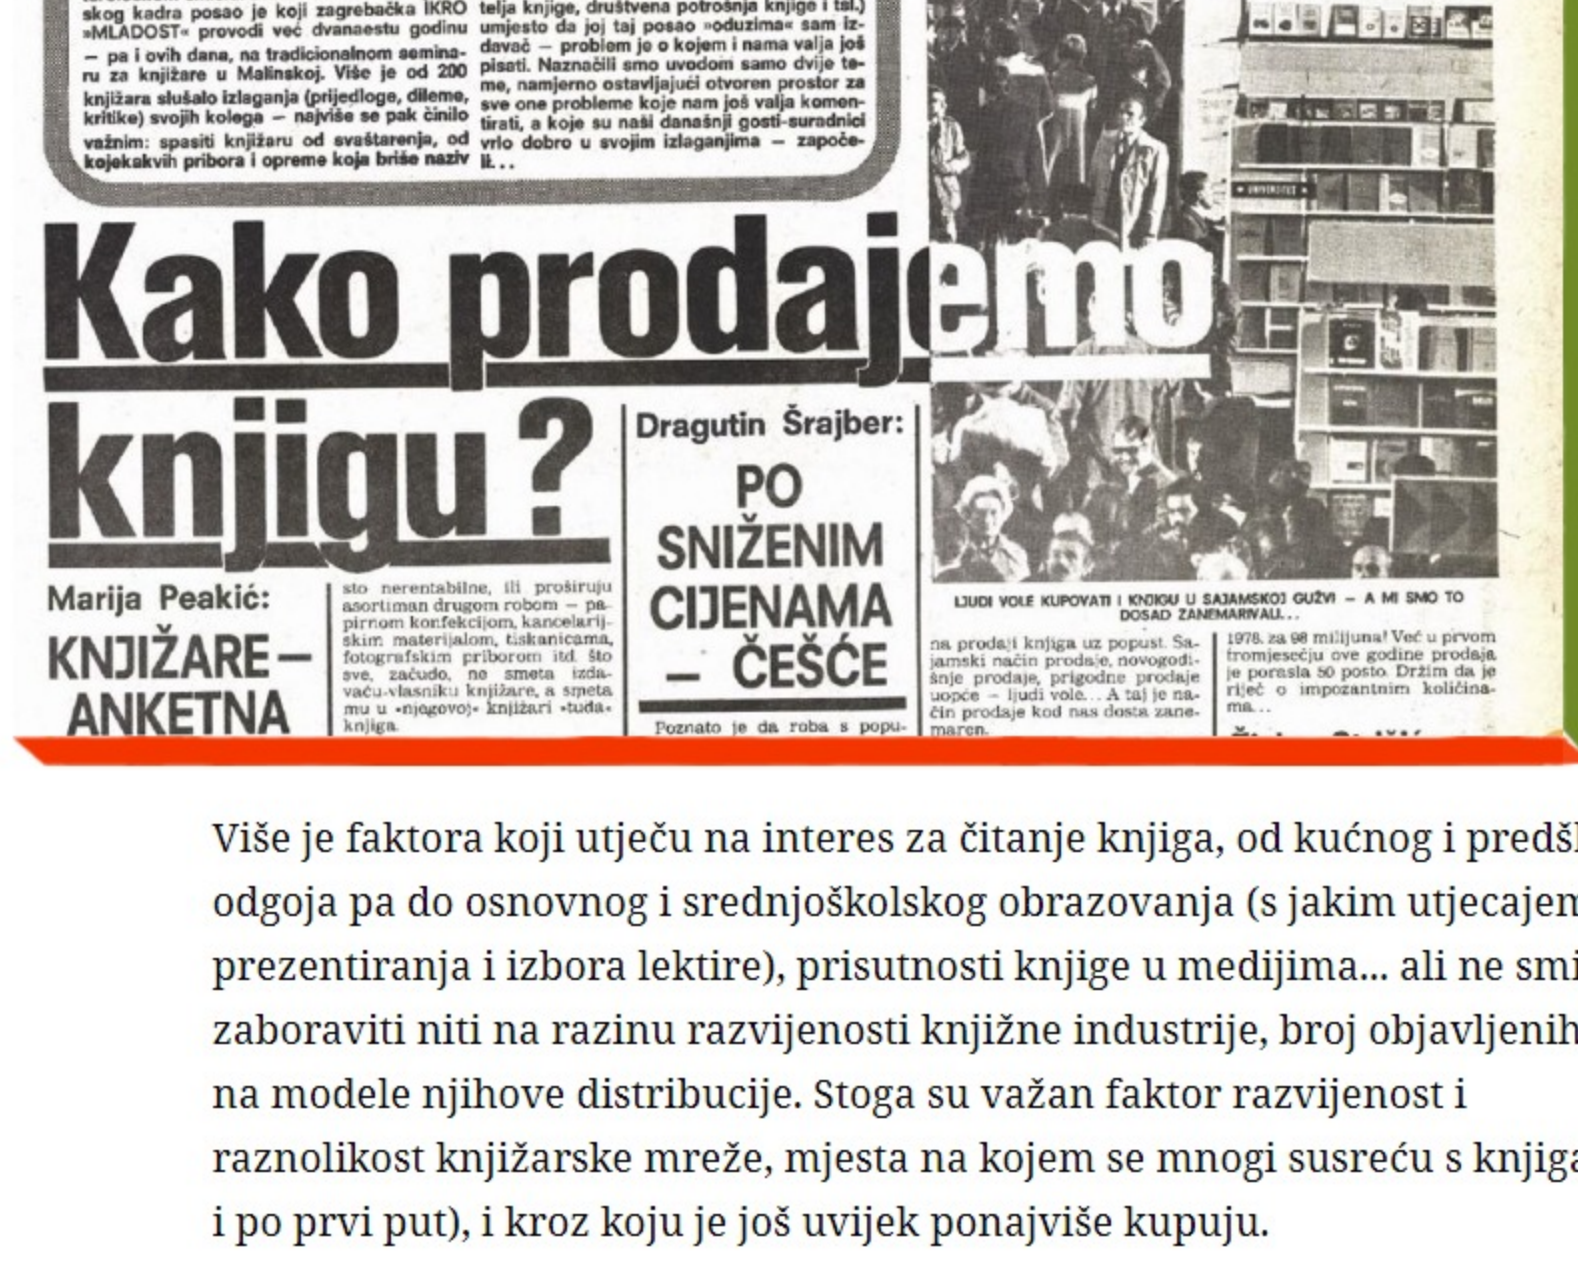 skog kadra posao je koji zagrebačka IKRO
»MLADOST« provodi već dvanaestu godinu
— pa i ovih dana, na tradicionalnom semina-
ru za knjižare u Malinskoj. Više je od 200
knjižara slušalo izlaganja (prijedloge, dileme,
kritike) svojih kolega — najviše se pak činilo
važnim: spasiti knjižaru od svaštarenja, od
kojekakvih pribora i opreme koja briše naziv
telja knjige, društvena potrošnja knjige i tsl.)
umjesto da joj taj posao »oduzima« sam iz-
davač — problem je o kojem i nama valja još
pisati. Naznačili smo uvodom samo dvije te-
me, namjerno ostavljajući otvoren prostor za
sve one probleme koje nam još valja komen-
tirati, a koje su naši današnji gosti-suradnici
vrlo dobro u svojim izlaganjima — započe-
li...
UNIVERSITET
Kako prodajemo
knjigu ?
Marija Peakić:
KNJIŽARE —
ANKETNA
sto nerentabilne, ili proširuju
asortiman drugom robom — pa-
pirnom konfekcijom, kancelarij-
skim materijalom, tiskanicama,
fotografskim priborom itd. što
sve, začudo, ne smeta izda-
vaču-vlasniku knjižare, a smeta
mu u »njegovoj« knjižari »tuđa«
knjiga.
Dragutin Šrajber:
PO
SNIŽENIM
CIJENAMA
— ČEŠĆE
Poznato je da roba s popu-
LJUDI VOLE KUPOVATI I KNJIGU U SAJAMSKOJ GUŽVI — A MI SMO TO
DOSAD ZANEMARIVALI...
na prodaji knjiga uz popust. Sa-
jamski način prodaje, novogodi-
šnje prodaje, prigodne prodaje
uopće — ljudi vole... A taj je na-
čin prodaje kod nas dosta zane-
maren.
1978. za 98 milijuna! Već u prvom
tromjesečju ove godine prodaja
je porasla 50 posto. Držim da je
riječ o impozantnim količina-
ma...
Više je faktora koji utječu na interes za čitanje knjiga, od kućnog i predš
odgoja pa do osnovnog i srednjoškolskog obrazovanja (s jakim utjecajem
prezentiranja i izbora lektire), prisutnosti knjige u medijima... ali ne smi
zaboraviti niti na razinu razvijenosti knjižne industrije, broj objavljenih
na modele njihove distribucije. Stoga su važan faktor razvijenost i
raznolikost knjižarske mreže, mjesta na kojem se mnogi susreću s knjiga
i po prvi put), i kroz koju je još uvijek ponajviše kupuju.